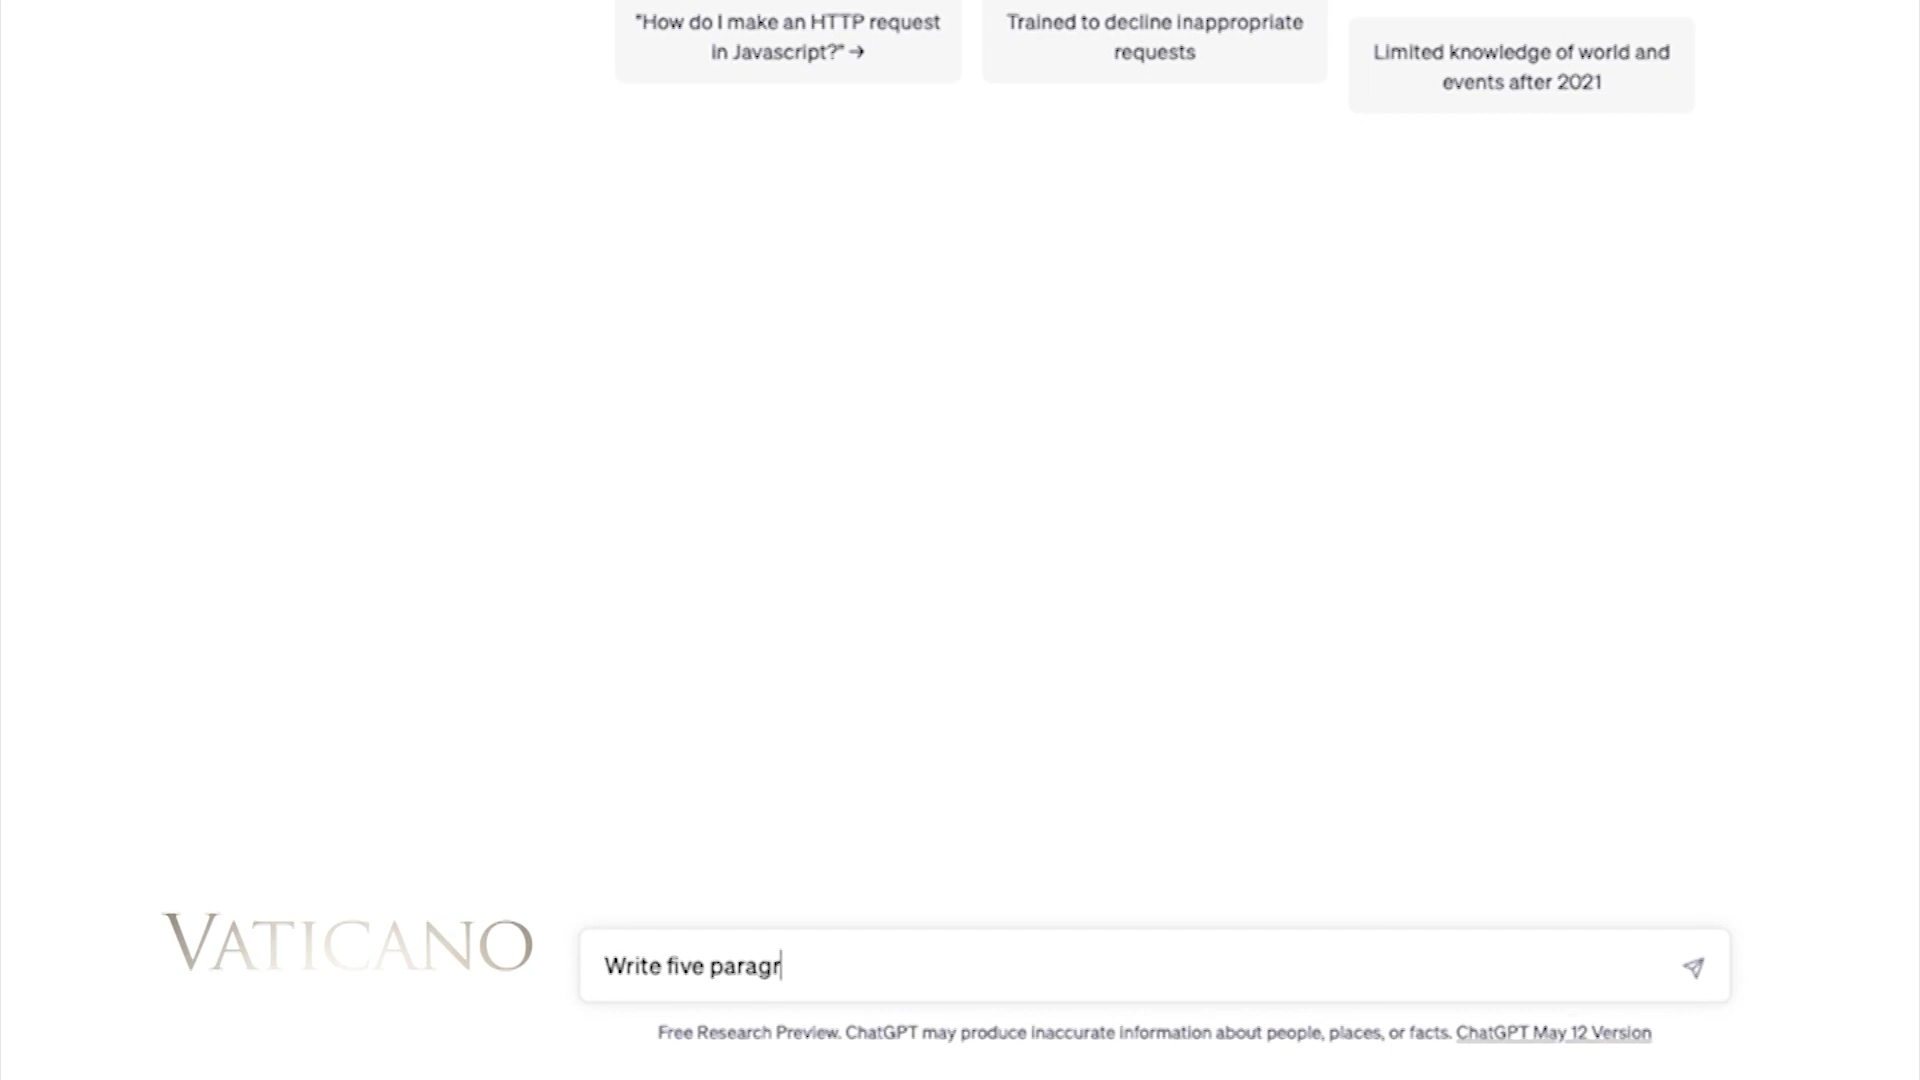 "How do I make an HTTP request
in Javascript?" →
Trained to decline inappropriate
requests
Limited knowledge of world and
events after 2021
VATICANO
Write five paragr
Free Research Preview. ChatGPT may produce inaccurate information about people, places, or facts. ChatGPT May 12 Version